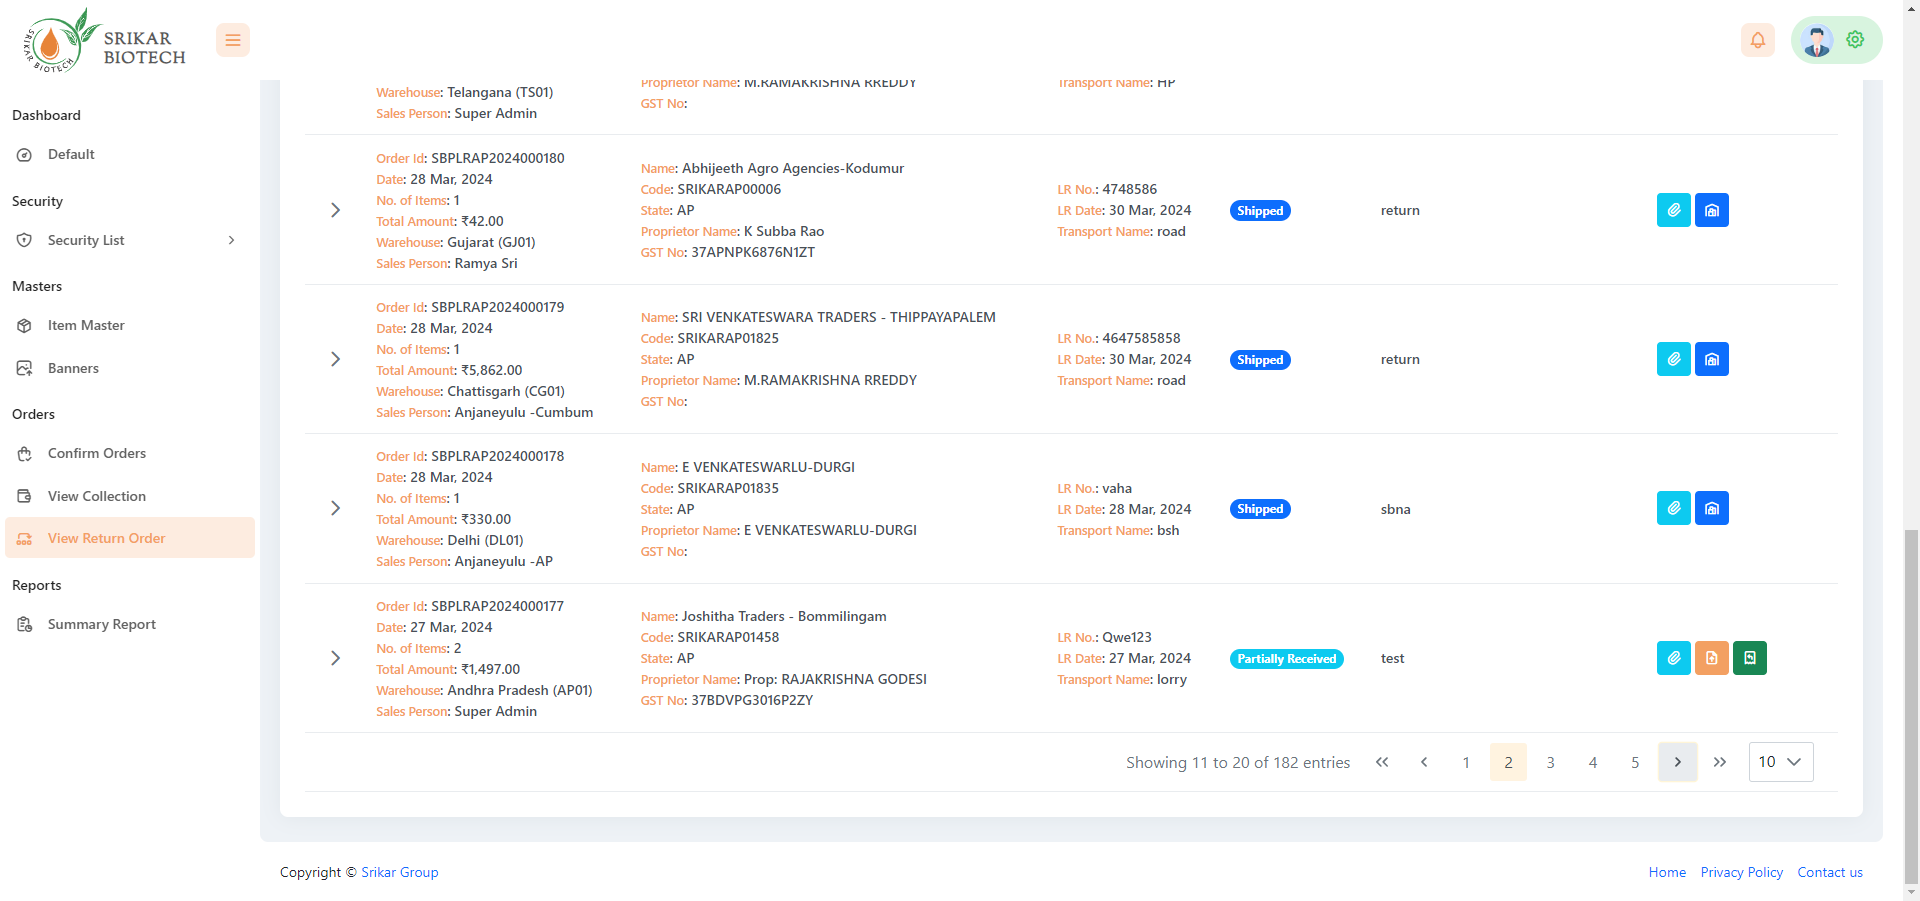 SRIKAR
BIOTECH
SRIKAR BIOTECH
Dashboard
Default
Security
Security List
Masters
Item Master
Banners
Orders
Confirm Orders
View Collection
View Return Order
Reports
Summary Report
Warehouse: Telangana (TS01)
Sales Person: Super Admin
Proprietor Name: M.RAMAKRISHNA RREDDY
GST No:
Transport Name: HP
Order Id: SBPLRAP2024000180
Date: 28 Mar, 2024
No. of Items: 1
Total Amount: ₹42.00
Warehouse: Gujarat (GJ01)
Sales Person: Ramya Sri
Name: Abhijeeth Agro Agencies-Kodumur
Code: SRIKARAP00006
State: AP
Proprietor Name: K Subba Rao
GST No: 37APNPK6876N1ZT
LR No.: 4748586
LR Date: 30 Mar, 2024
Transport Name: road
Shipped
return
Order Id: SBPLRAP2024000179
Date: 28 Mar, 2024
No. of Items: 1
Total Amount: ₹5,862.00
Warehouse: Chattisgarh (CG01)
Sales Person: Anjaneyulu -Cumbum
Name: SRI VENKATESWARA TRADERS - THIPPAYAPALEM
Code: SRIKARAP01825
State: AP
Proprietor Name: M.RAMAKRISHNA RREDDY
GST No:
LR No.: 4647585858
LR Date: 30 Mar, 2024
Transport Name: road
Shipped
return
Order Id: SBPLRAP2024000178
Date: 28 Mar, 2024
No. of Items: 1
Total Amount: ₹330.00
Warehouse: Delhi (DL01)
Sales Person: Anjaneyulu -AP
Name: E VENKATESWARLU-DURGI
Code: SRIKARAP01835
State: AP
Proprietor Name: E VENKATESWARLU-DURGI
GST No:
LR No.: vaha
LR Date: 28 Mar, 2024
Transport Name: bsh
Shipped
sbna
Order Id: SBPLRAP2024000177
Date: 27 Mar, 2024
No. of Items: 2
Total Amount: ₹1,497.00
Warehouse: Andhra Pradesh (AP01)
Sales Person: Super Admin
Name: Joshitha Traders - Bommilingam
Code: SRIKARAP01458
State: AP
Proprietor Name: Prop: RAJAKRISHNA GODESI
GST No: 37BDVPG3016P2ZY
LR No.: Qwe123
LR Date: 27 Mar, 2024
Transport Name: lorry
Partially Received
test
Showing 11 to 20 of 182 entries 1 2 3 4 5 10
Copyright © Srikar Group
Home Privacy Policy Contact us